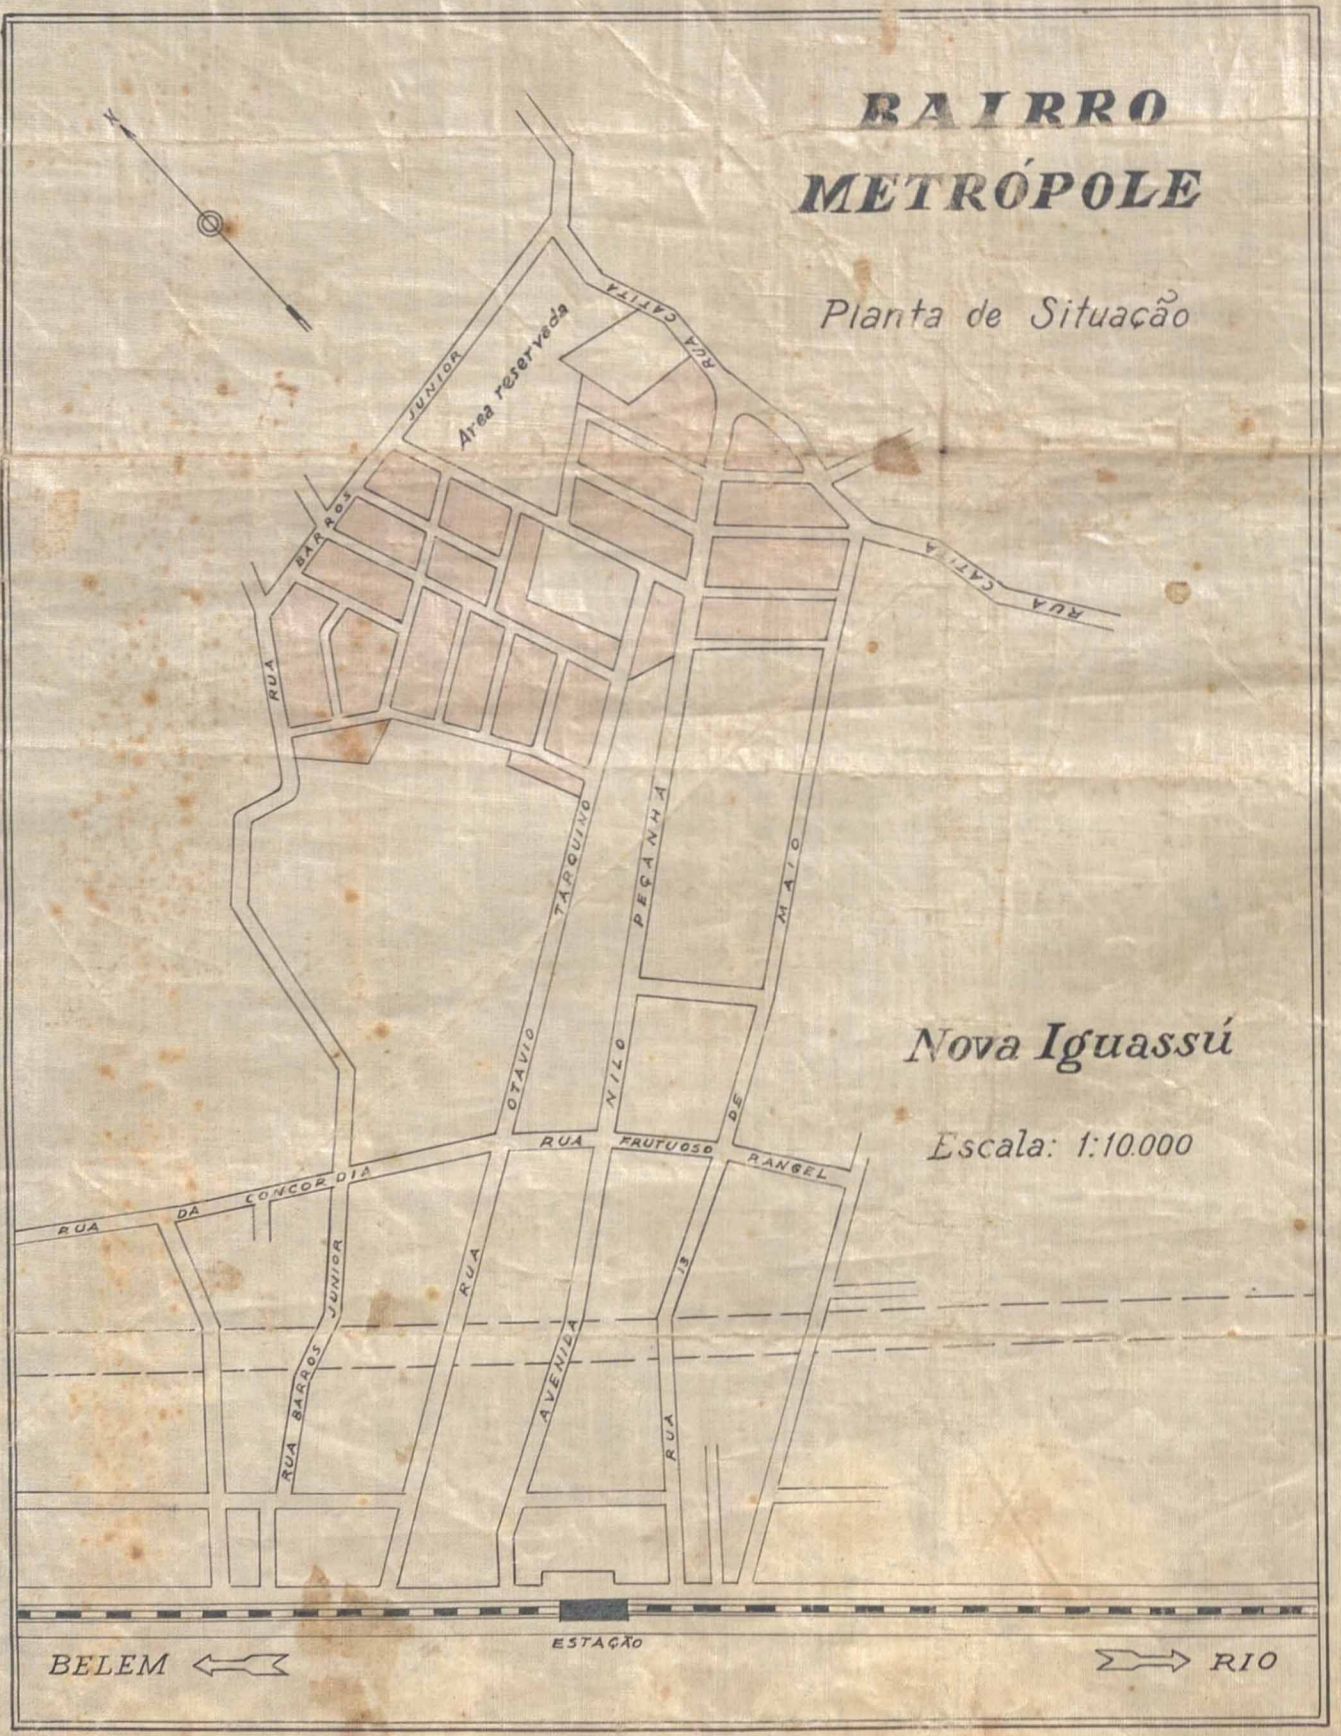 BAIRRO
METRÓPOLE
Planta de Situação
N
RUA CATITA
Area reservada
RUA BARROS JUNIOR
RUA CATITA
RUA OTAVIO TARQUINO
AVENIDA NILO PEÇANHA
RUA 13 DE MAIO
Nova Iguassú
Escala: 1:10.000
RUA FRUTUOSO RANGEL
RUA DA CONCORDIA
RUA BARROS JUNIOR
ESTAÇÃO
BELEM
RIO